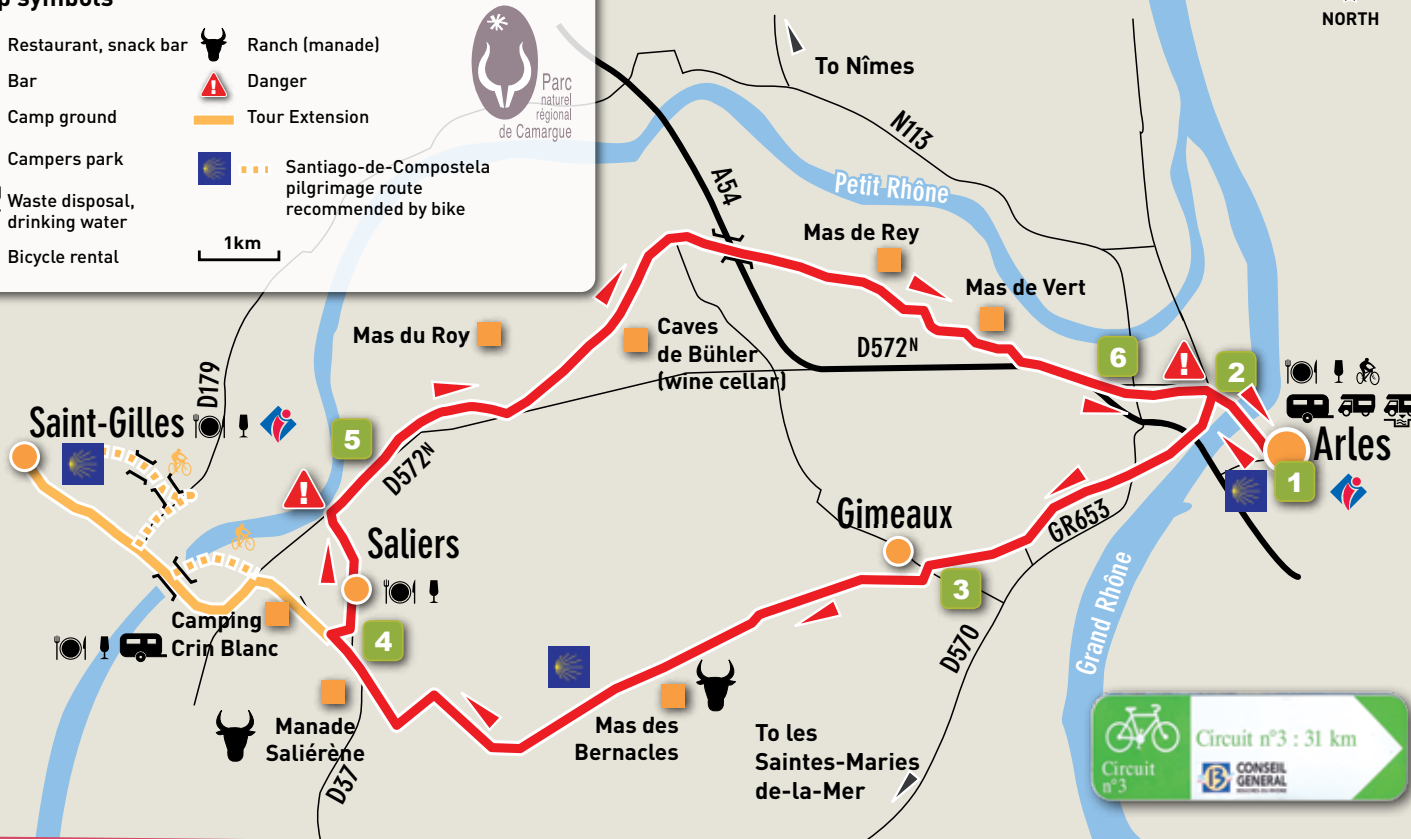 p symbols
Restaurant, snack bar
Bar
Camp ground
Campers park
Waste disposal,
drinking water
Bicycle rental
Ranch (manade)
Danger
Tour Extension
Santiago-de-Compostela
pilgrimage route
recommended by bike
1km
Parc
naturel
régional
de Camargue
NORTH
To Nîmes
N113
A54
Petit Rhône
Mas de Rey
Mas de Vert
Mas du Roy
Caves
de Bühler
(wine cellar)
D572N
6
2
D179
Saint-Gilles
5
D572N
Arles
1
Saliers
Gimeaux
GR653
3
Grand Rhône
Camping
Crin Blanc
4
D570
Manade
Saliérène
Mas des
Bernacles
To les
Saintes-Maries
de-la-Mer
D37
Circuit n°3 : 31 km
Circuit
n°3
CONSEIL
GENERAL